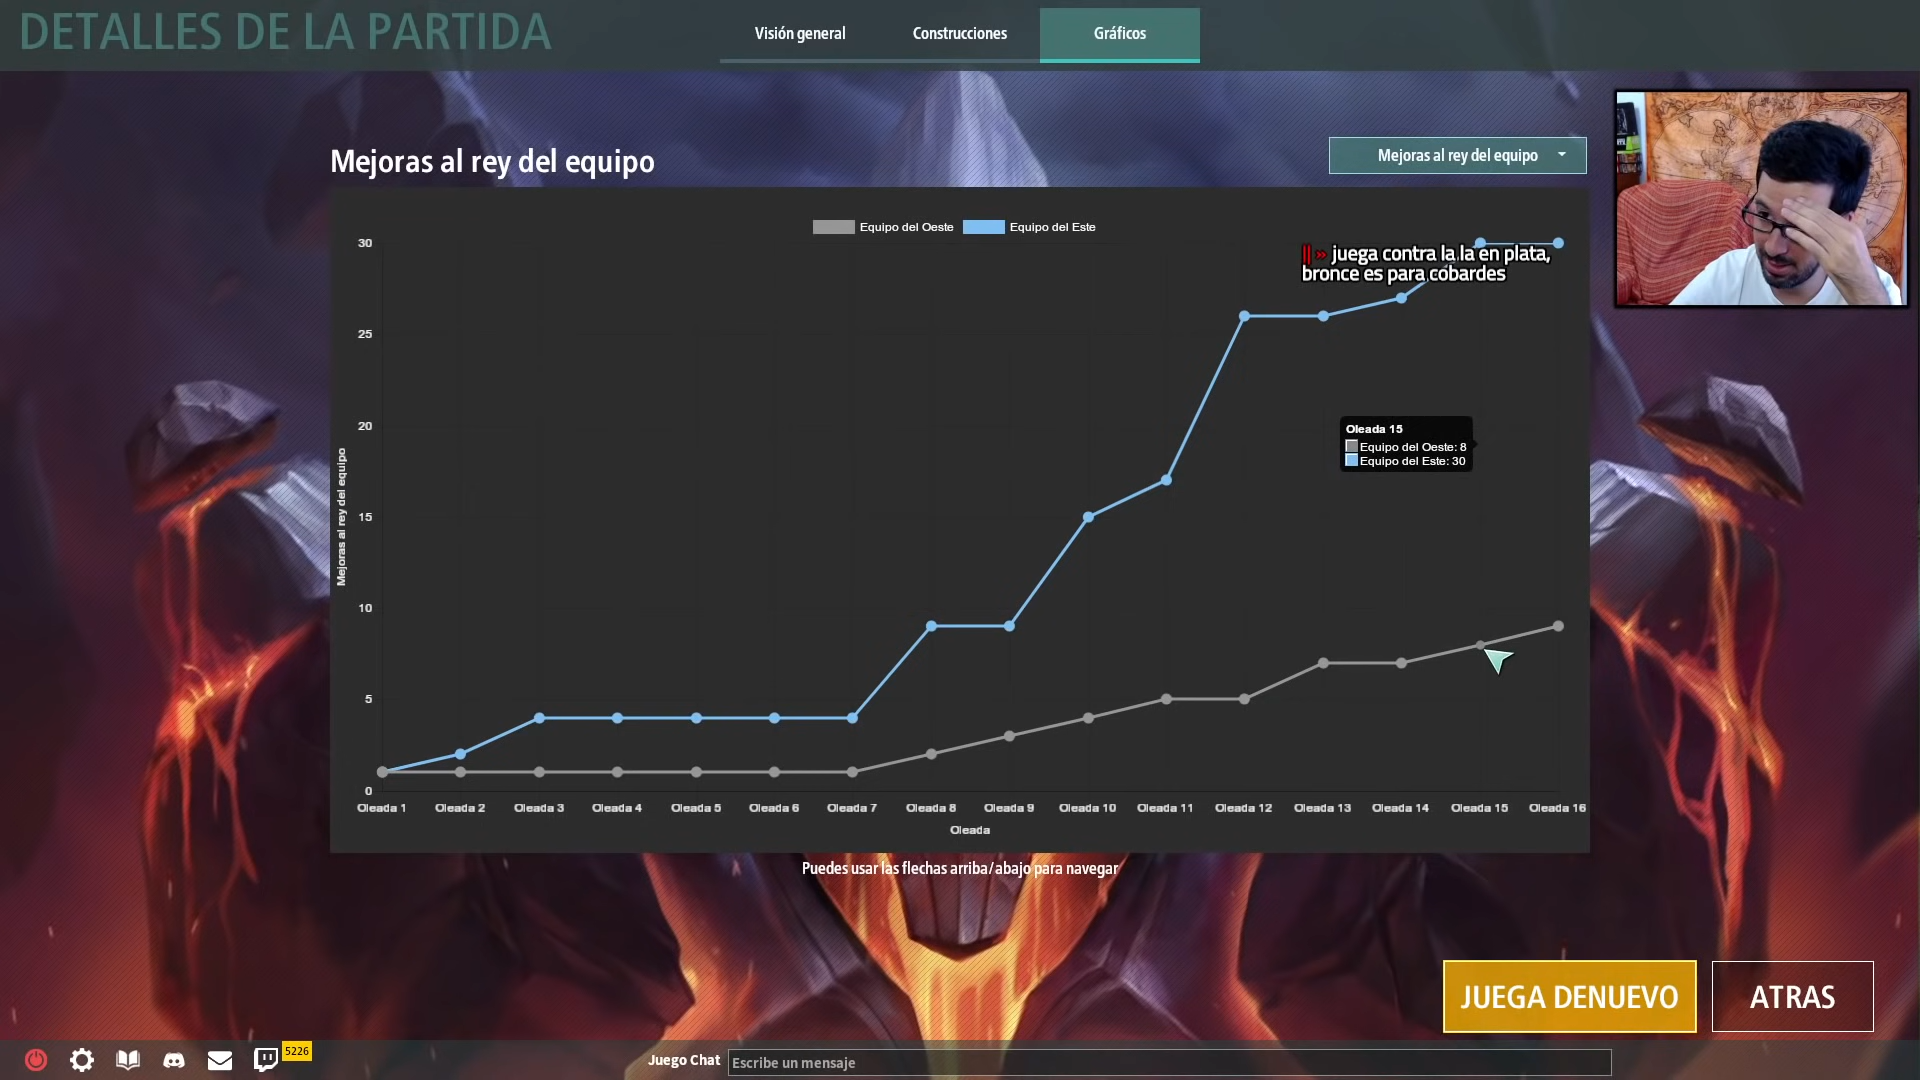 DETALLES DE LA PARTIDA
Visión general
Construcciones
Gráficos
Mejoras al rey del equipo
Mejoras al rey del equipo
Equipo del Oeste
Equipo del Este
|| » juega contra la la en plata,
bronce es para cobardes
30
25
20
15
10
5
0
Mejoras al rey del equipo
Oleada 15
Equipo del Oeste: 8
Equipo del Este: 30
Oleada 1
Oleada 2
Oleada 3
Oleada 4
Oleada 5
Oleada 6
Oleada 7
Oleada 8
Oleada 9
Oleada 10
Oleada 11
Oleada 12
Oleada 13
Oleada 14
Oleada 15
Oleada 16
Oleada
Puedes usar las flechas arriba/abajo para navegar
JUEGA DENUEVO
ATRAS
5226
Juego Chat
Escribe un mensaje